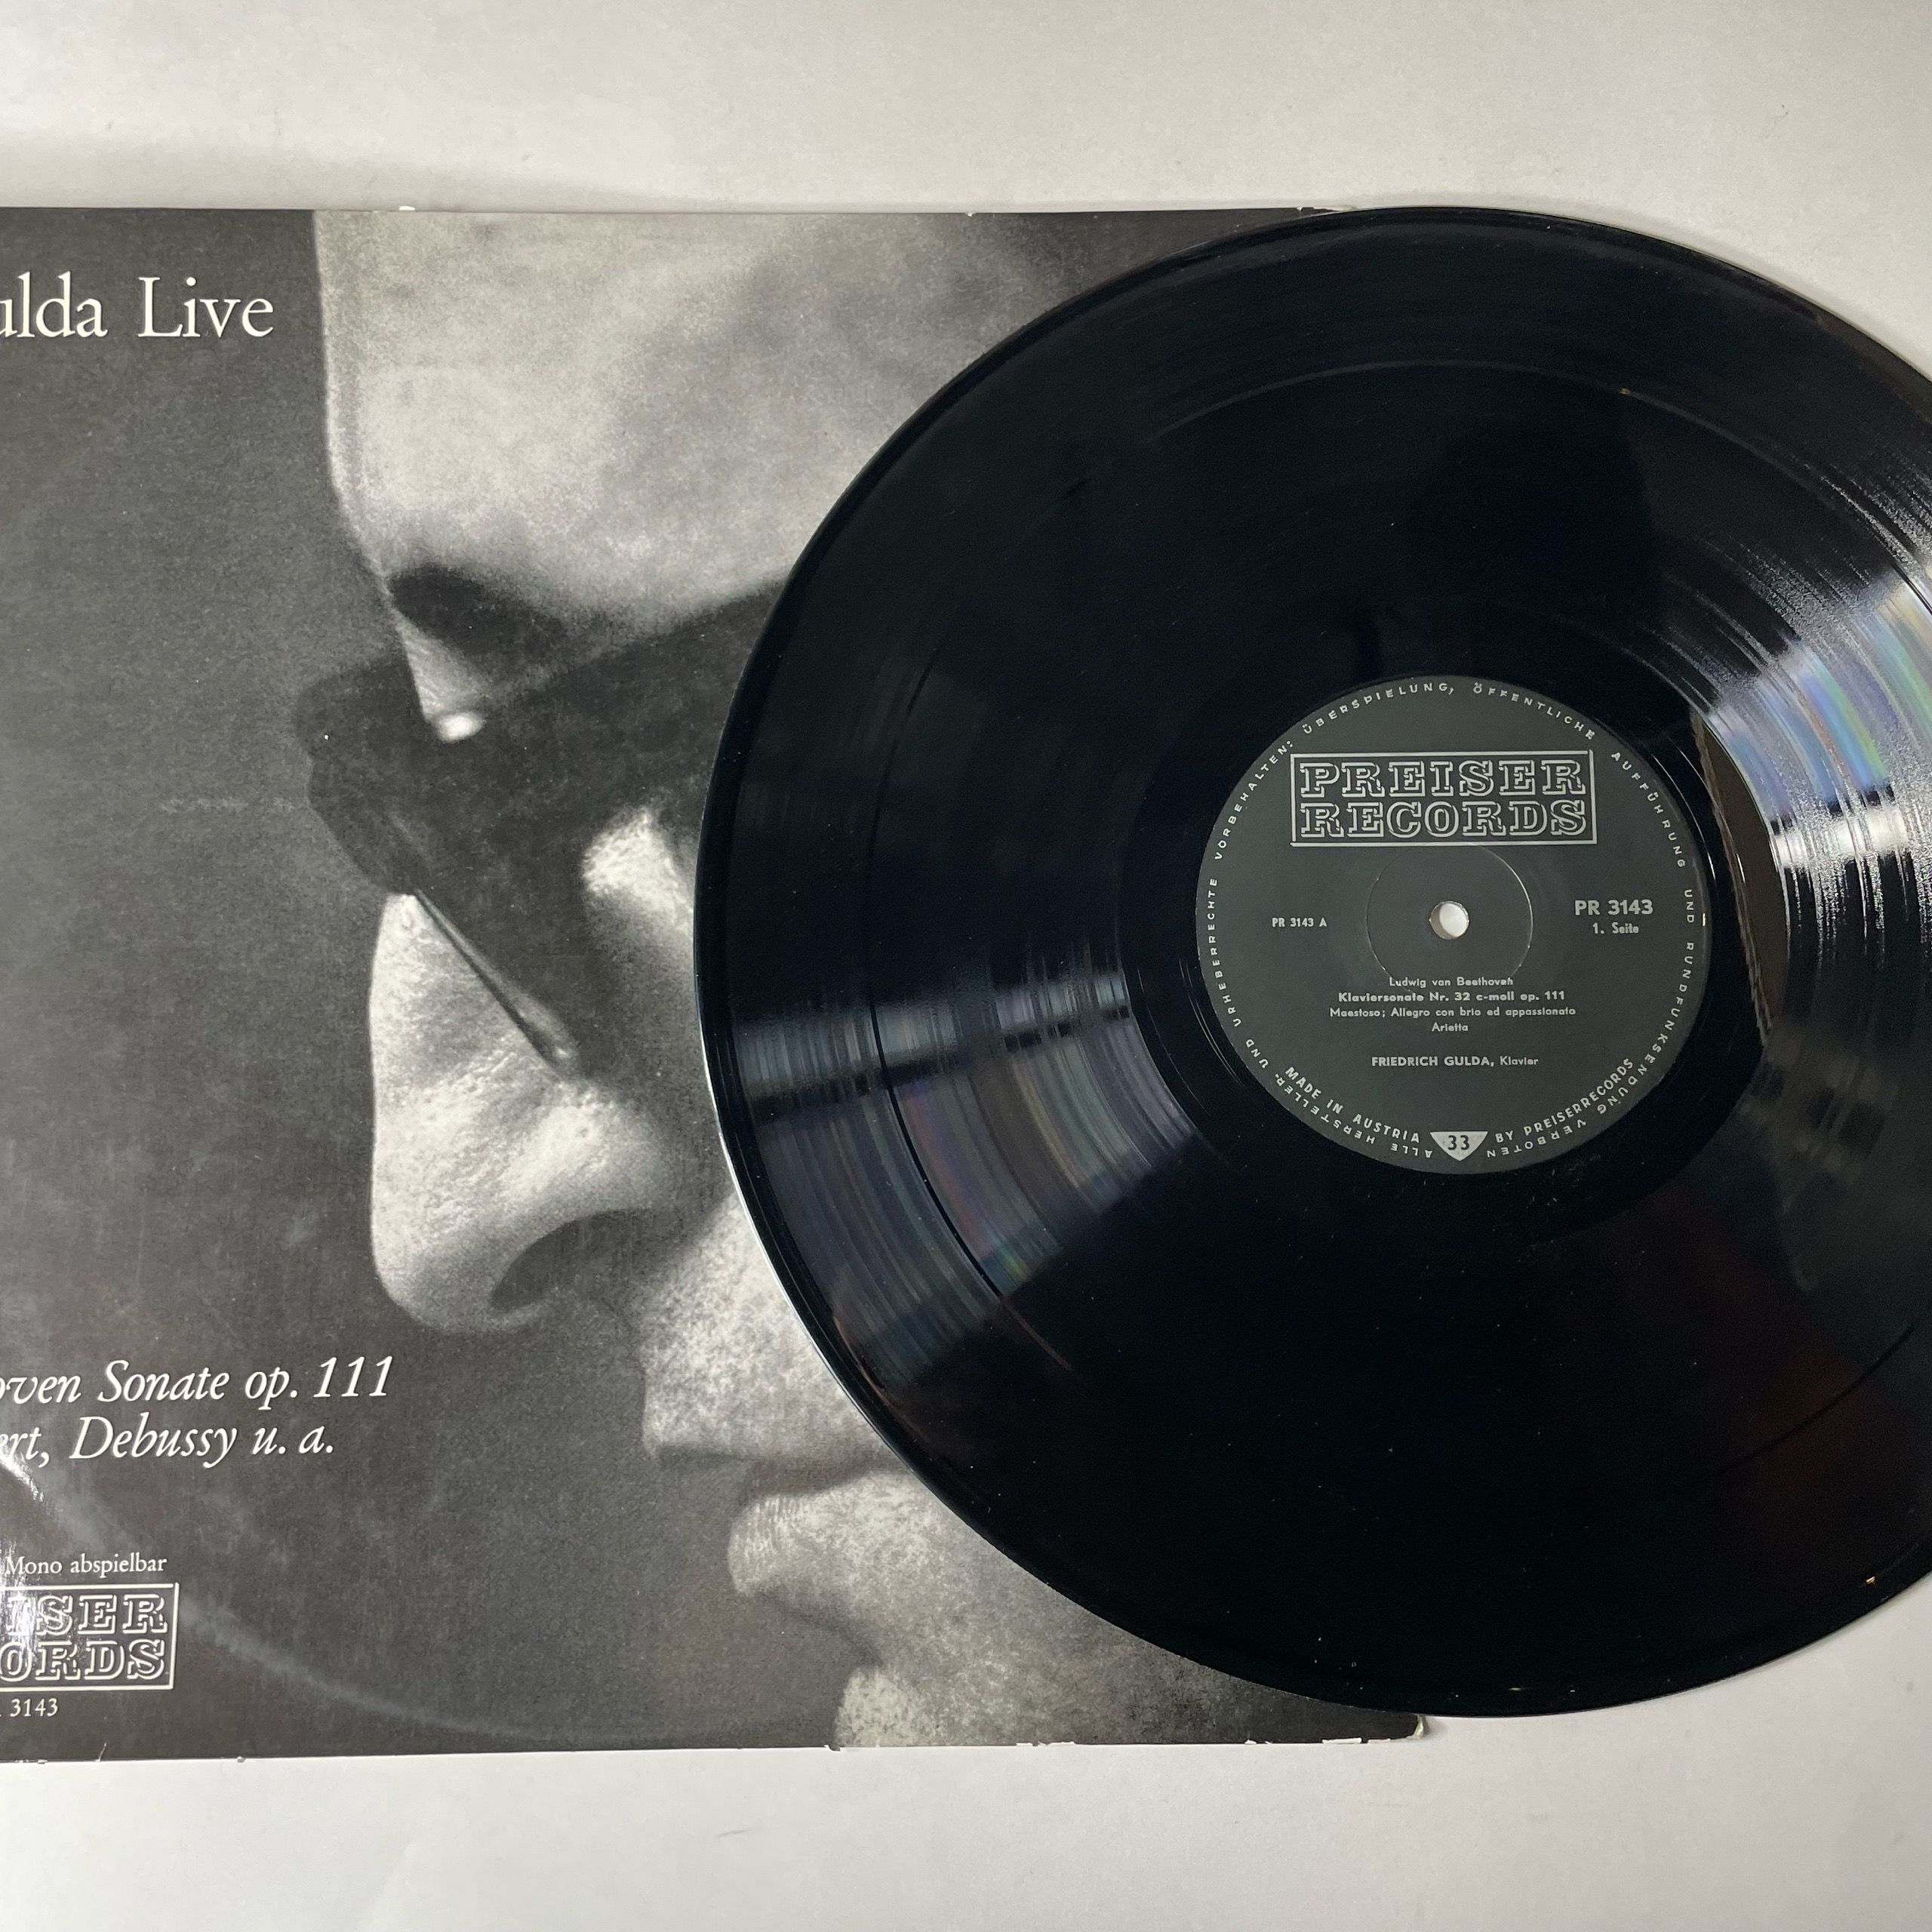 ulda Live
oven Sonate op. 111
ert, Debussy u. a.
Mono abspielbar
ISER
ORDS
3143
PREISER
RECORDS
PR 3143 A
PR 3143
1. Seite
Ludwig van Beethoven
Klaviersonate Nr. 32 c-moll op. 111
Maestoso; Allegro con brio ed appassionato
Arietta
FRIEDRICH GULDA, Klavier
MADE IN AUSTRIA 33 BY PREISERRECORDS
ALLE HERSTELLER- UND URHEBERRECHTE VORBEHALTEN: ÜBERSPIELUNG, ÖFFENTLICHE AUFFÜHRUNG UND RUNDFUNKSENDUNG VERBOTEN